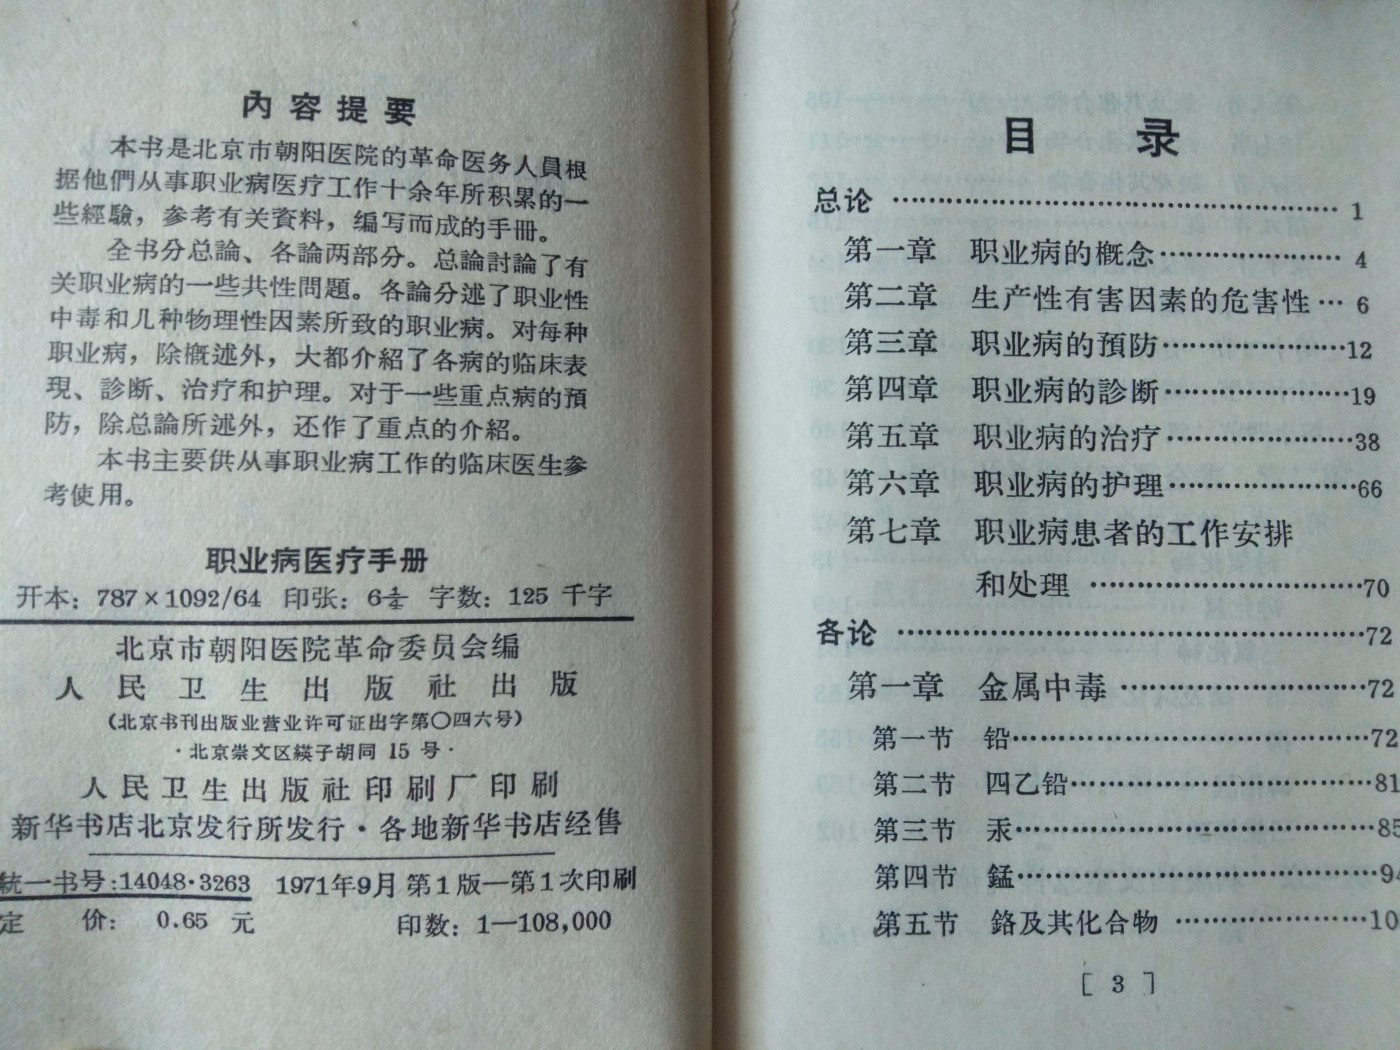 內容提要
本书是北京市朝阳医院的革命医务人員根
据他們从事职业病医疗工作十余年所积累的一
些經驗，参考有关資料，编写而成的手册。
全书分总論、各論两部分。总論討論了有
关职业病的一些共性問題。各論分述了职业性
中毒和几种物理性因素所致的职业病。对每种
职业病，除概述外，大都介紹了各病的临床表
現、診断、治疗和护理。对于一些重点病的預
防，除总論所述外，还作了重点的介紹。
本书主要供从事职业病工作的临床医生参
考使用。
职业病医疗手册
开本：787×1092/64 印张：6 字数：125 千字
北京市朝阳医院革命委员会编
人民卫生出版社出版
（北京书刊出版业营业许可证出字第〇四六号）
·北京崇文区䋛子胡同 15 号·
人民卫生出版社印刷厂印刷
新华书店北京发行所发行·各地新华书店经售
統一书号：14048·3263 1971年9月第1版—第1次印刷
定 价：0.65 元 印数：1—108,000
目 录
总论 …… 1
第一章 职业病的概念 …… 4
第二章 生产性有害因素的危害性 … 6
第三章 职业病的預防 …… 12
第四章 职业病的診断 …… 19
第五章 职业病的治疗 …… 38
第六章 职业病的护理 …… 66
第七章 职业病患者的工作安排
和处理 …… 70
各论 …… 72
第一章 金属中毒 …… 72
第一节 铅 …… 72
第二节 四乙铅 …… 81
第三节 汞 …… 85
第四节 錳 …… 94
第五节 鉻及其化合物 …… 10
［ 3 ］